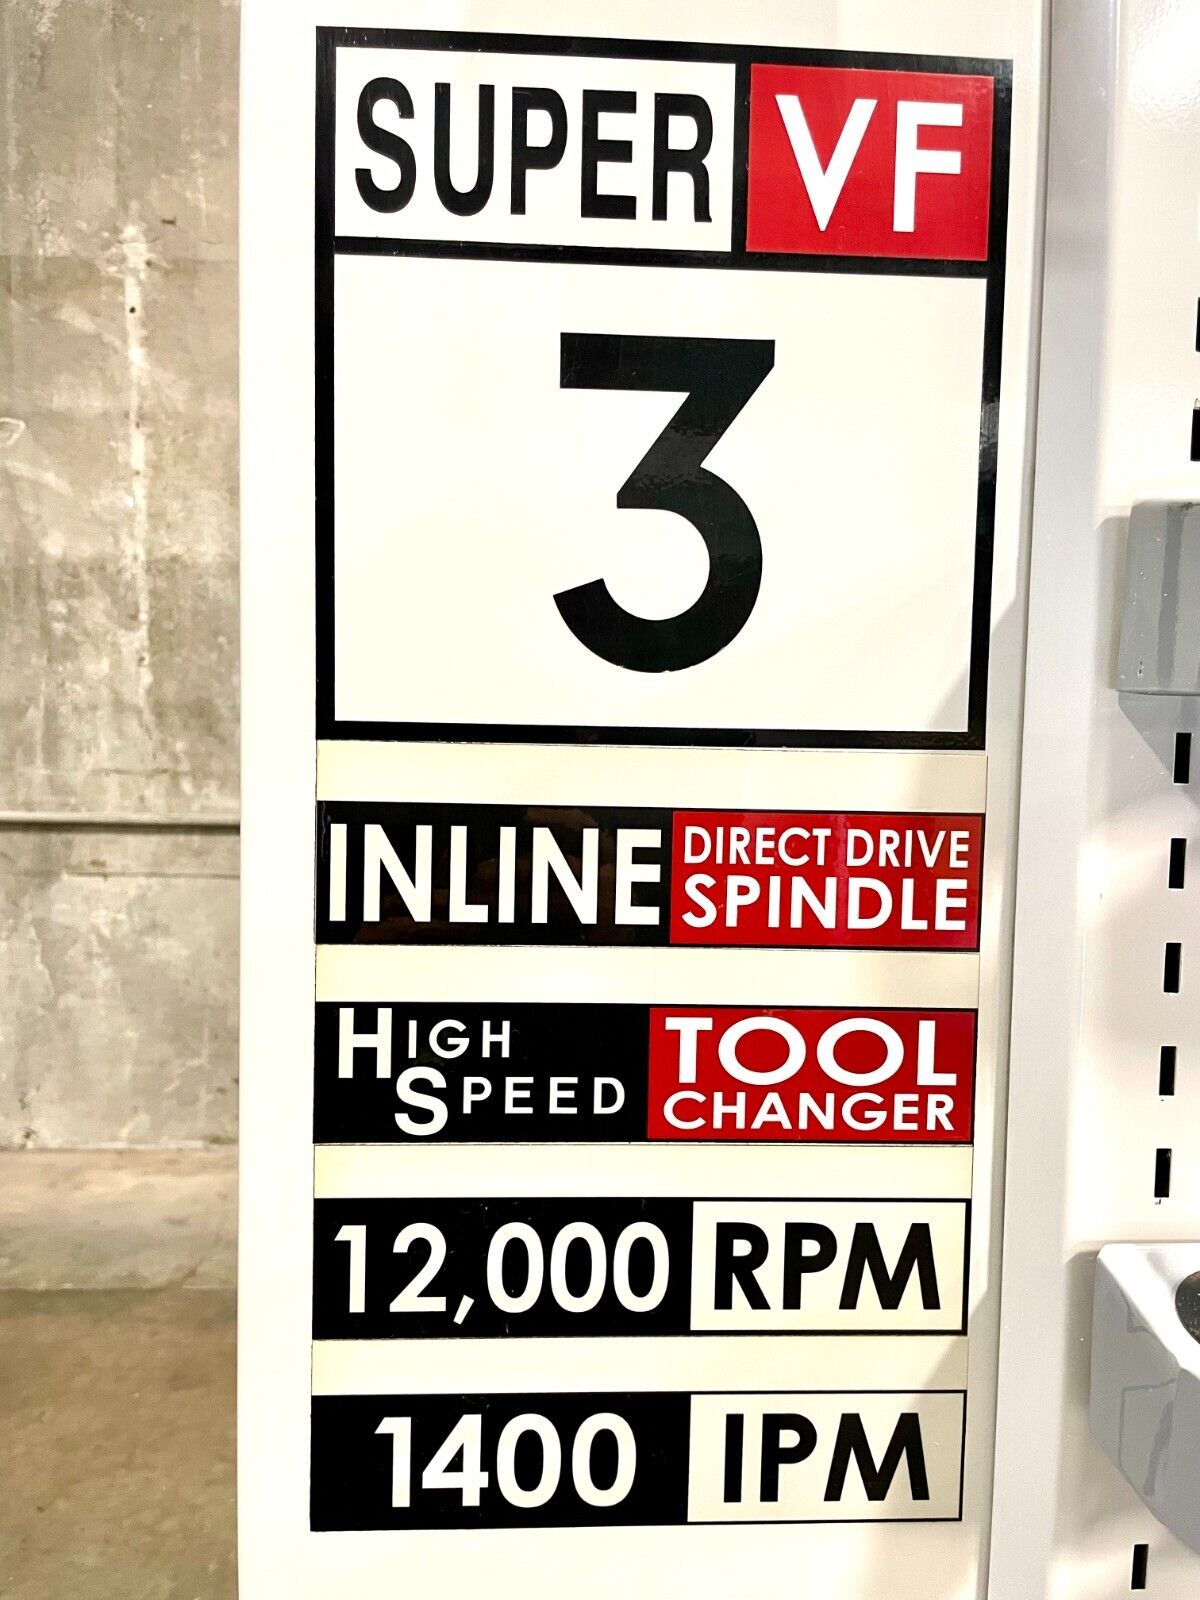 SUPER VF
3
INLINE DIRECT DRIVE
SPINDLE
HIGH SPEED TOOL
CHANGER
12,000 RPM
1400 IPM